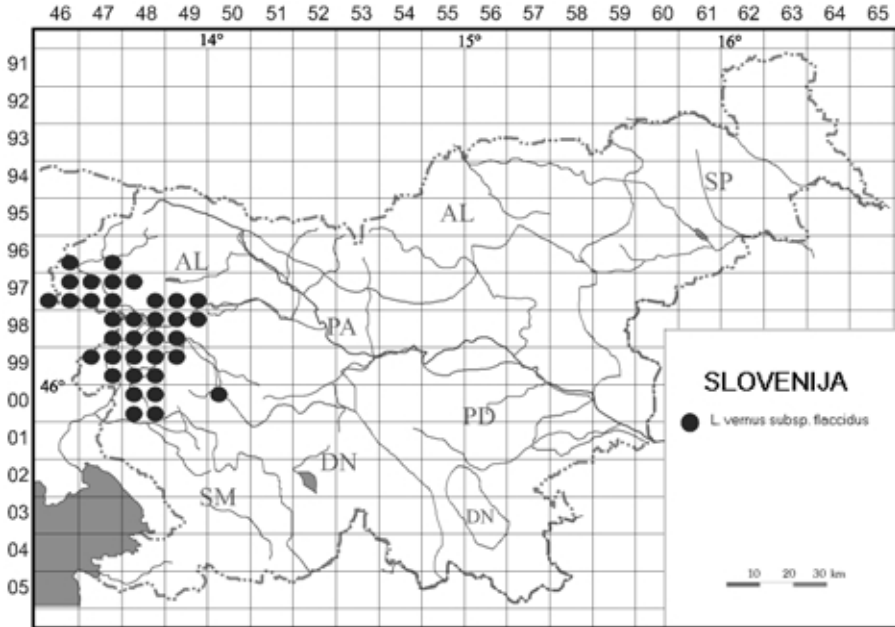 46 47 48 49 50 51 52 53 54 55 56 57 58 59 60 61 62 63 64 65
14° 15° 16°
91
92
93
94
SP
95
AL
96
AL
97
98
PA
99
46°
SLOVENIJA
00
L. vernus subsp. flaccidus
PD
01
02
DN
03
SM
DN
04
05
10 20 30 km